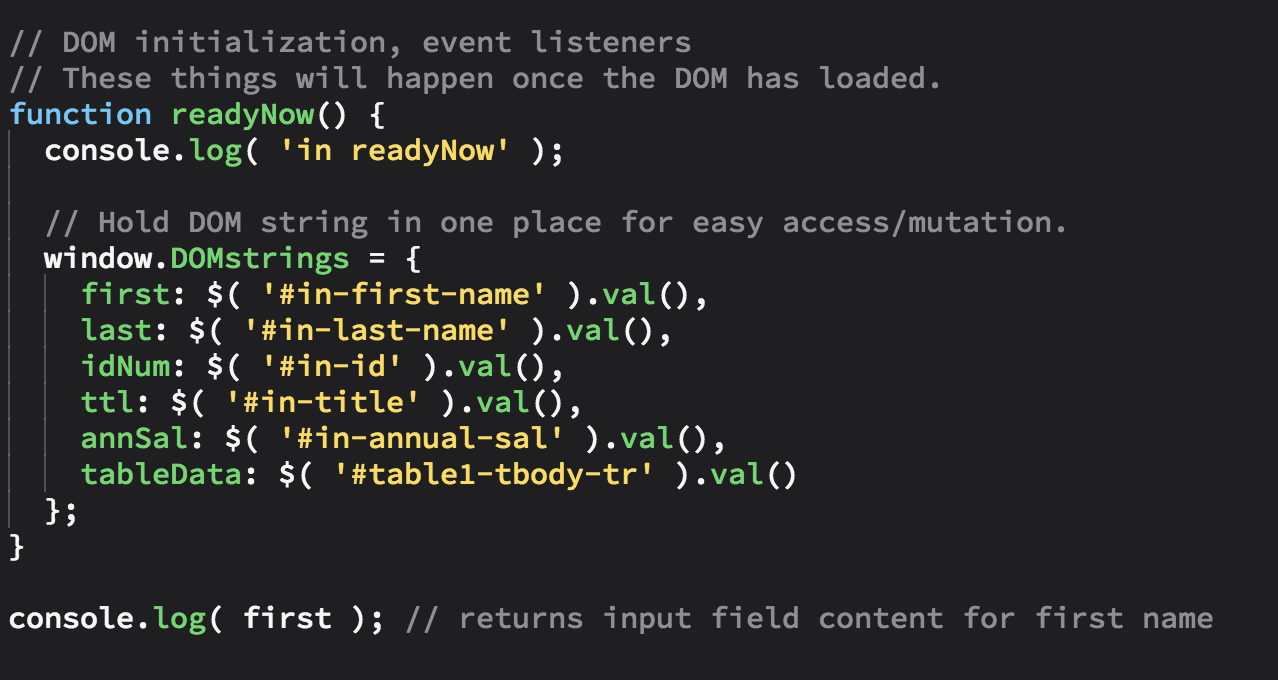 // DOM initialization, event listeners
// These things will happen once the DOM has loaded.
function readyNow() {
  console.log( 'in readyNow' );

  // Hold DOM string in one place for easy access/mutation.
  window.DOMstrings = {
    first: $( '#in-first-name' ).val(),
    last: $( '#in-last-name' ).val(),
    idNum: $( '#in-id' ).val(),
    ttl: $( '#in-title' ).val(),
    annSal: $( '#in-annual-sal' ).val(),
    tableData: $( '#table1-tbody-tr' ).val()
  };
}

console.log( first ); // returns input field content for first name